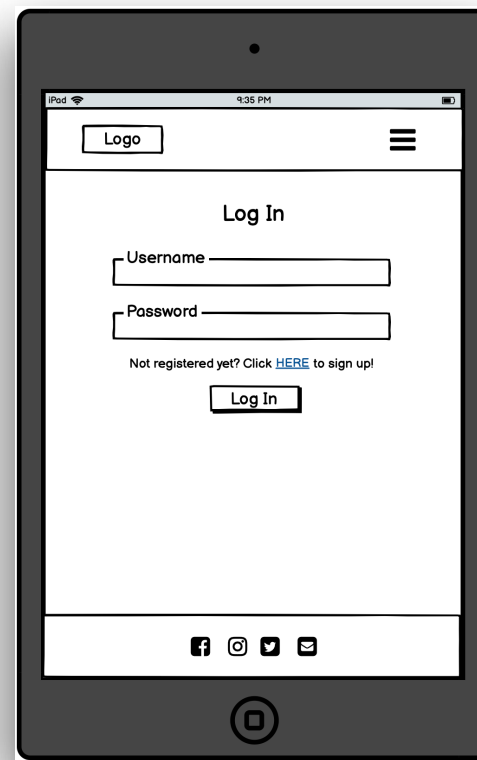 iPad 9:35 PM
Logo
Log In
Username
Password
Not registered yet? Click HERE to sign up!
Log In